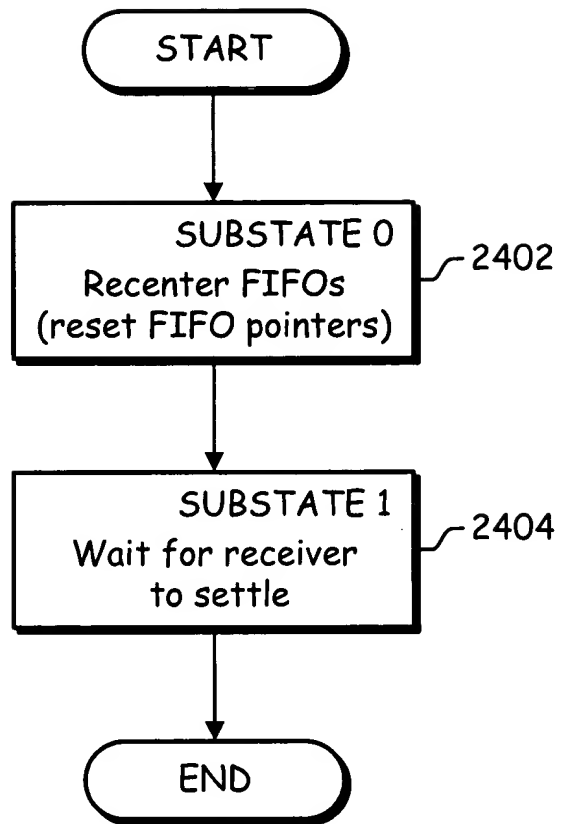 START
SUBSTATE 0
Recenter FIFOs
(reset FIFO pointers)
2402
SUBSTATE 1
Wait for receiver
to settle
2404
END